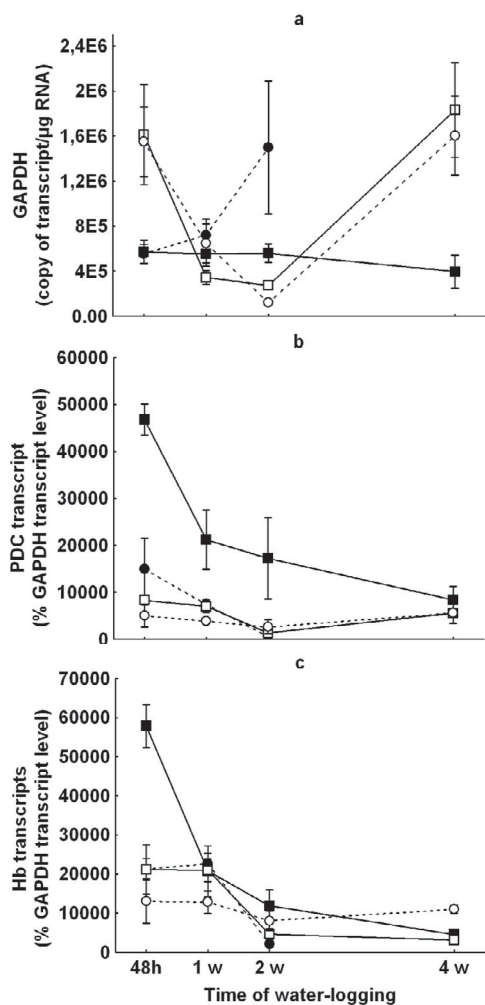 a
2,4E6
2E6
1,6E6
1,2E6
8E5
4E5
0.00
GAPDH
(copy of transcript/µg RNA)
b
60000
50000
40000
30000
20000
10000
0
PDC transcript
(% GAPDH transcript level)
c
70000
60000
50000
40000
30000
20000
10000
0
Hb transcripts
(% GAPDH transcript level)
48h 1 w 2 w 4 w
Time of water-logging